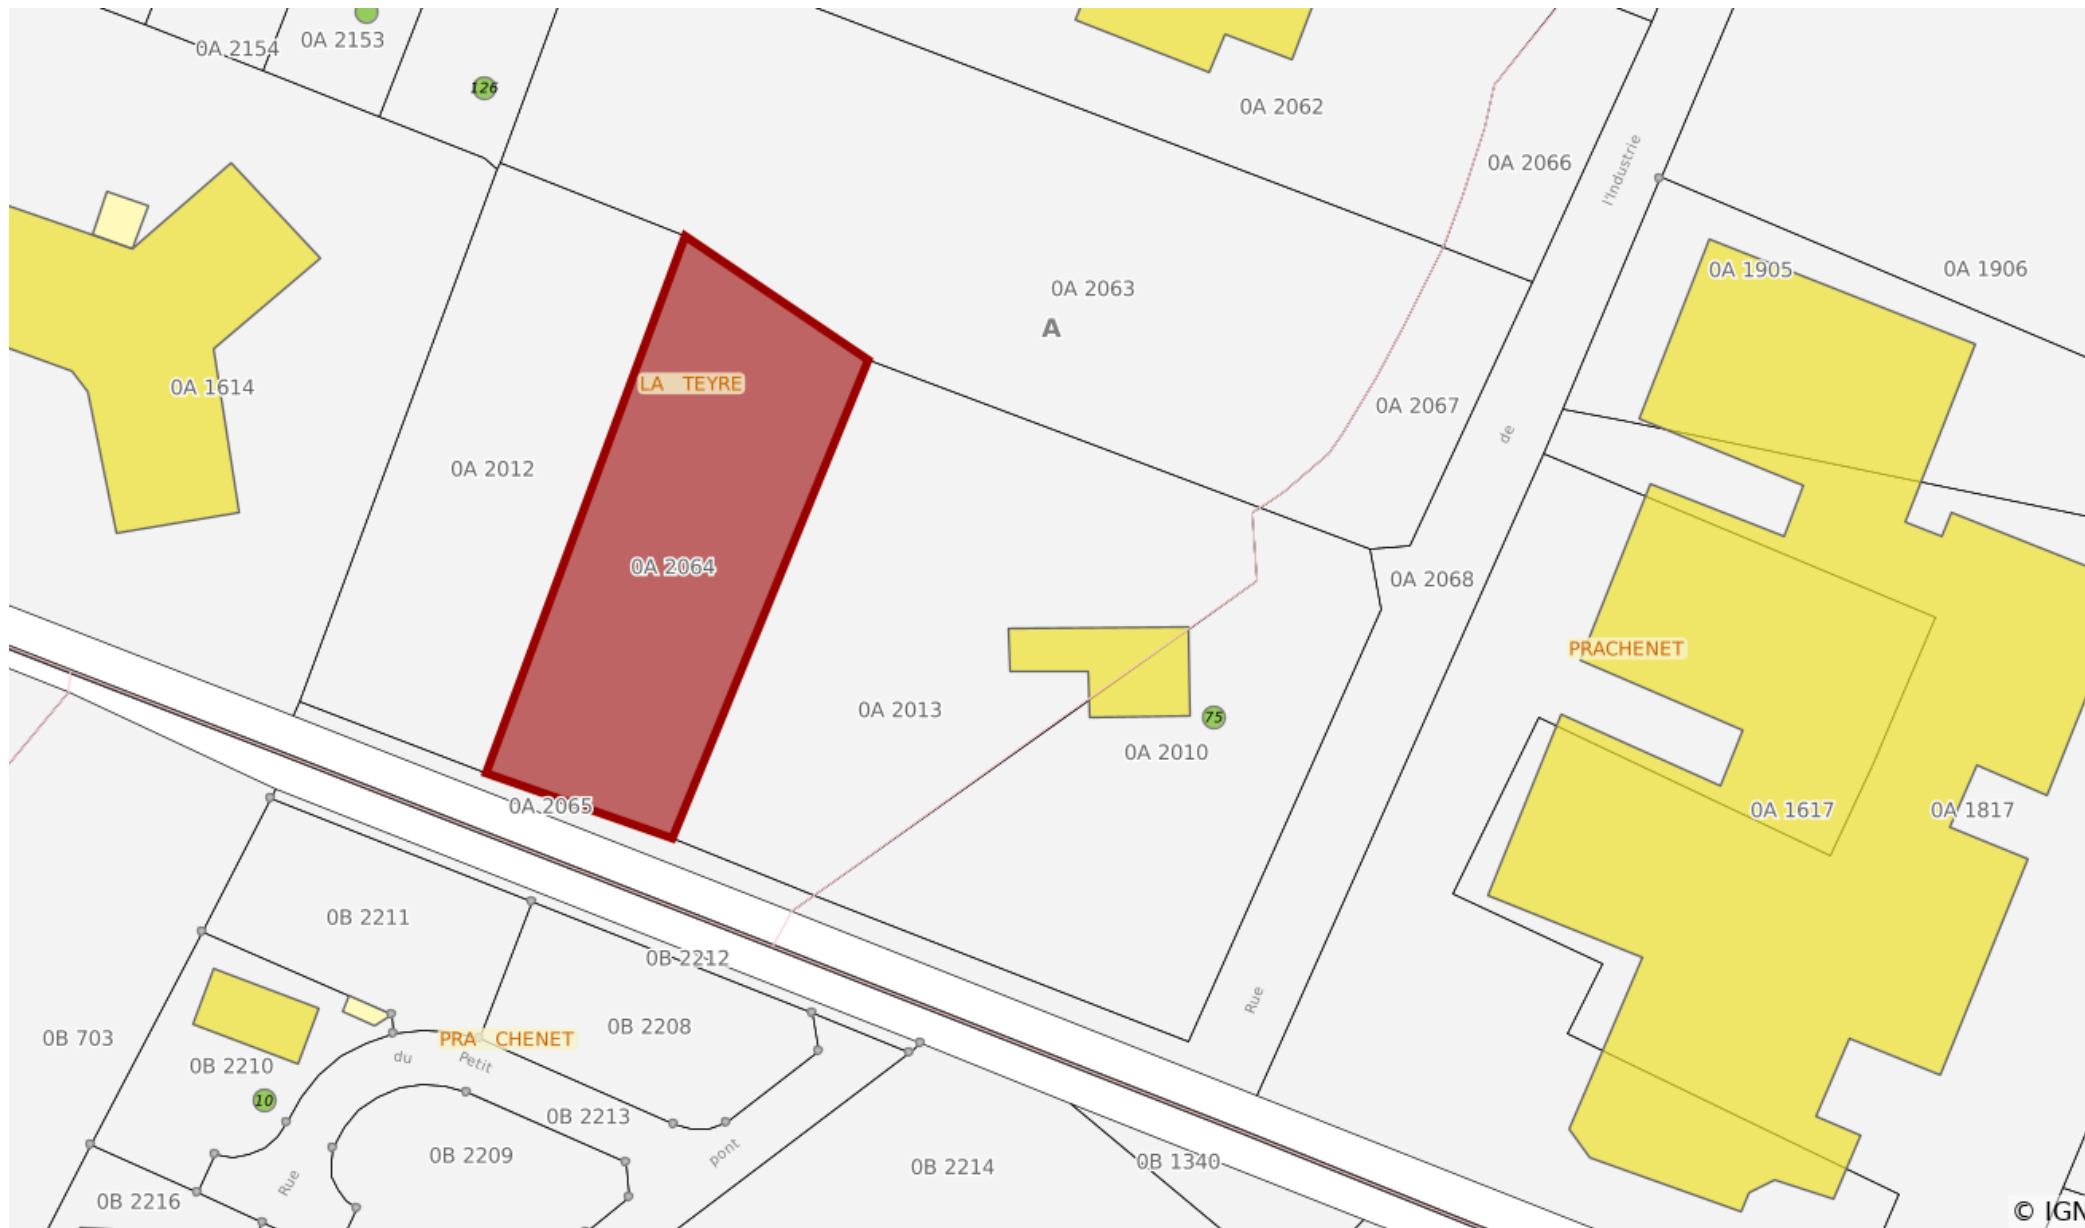 0A 2154
0A 2153
126
0A 2062
0A 2066
l'Industrie
0A 1905
0A 1906
0A 2063
A
0A 1614
LA TEYRE
0A 2067
de
0A 2012
0A 2064
0A 2068
PRACHENET
0A 2013
75
0A 2010
0A 2065
0A 1617
0A 1817
0B 2211
0B 2212
Rue
0B 703
PRA CHENET
0B 2208
du
Petit
0B 2210
10
0B 2213
pont
0B 2209
0B 2214
0B 1340
Rue
0B 2216
© IGN